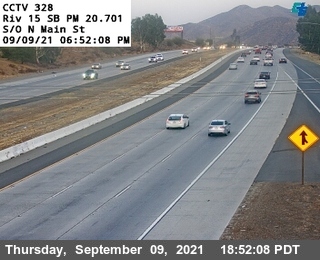 CCTV 328
Riv 15 SB PM 20.701
S/O N Main St
09/09/21 06:52:08 PM
Thursday, September 09, 2021 18:52:08 PDT